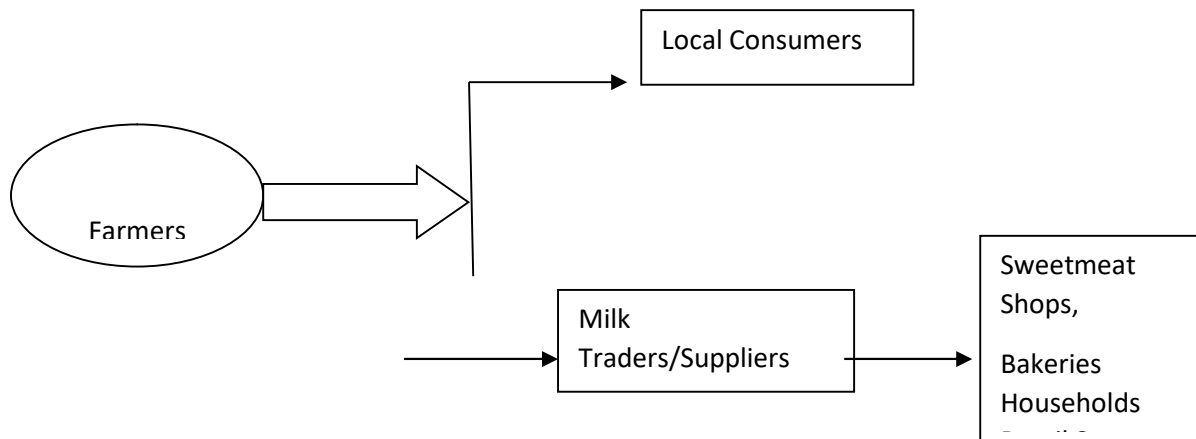 Local Consumers
Farmers
Milk
Traders/Suppliers
Sweetmeat
Shops,
Bakeries
Households